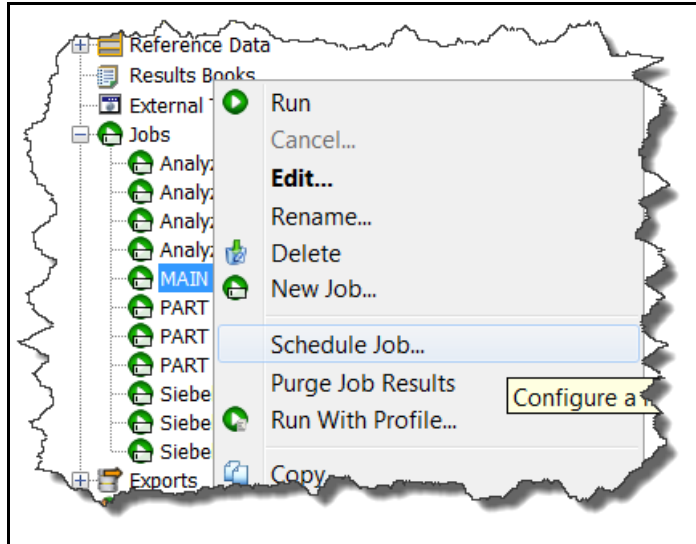 Reference Data
Results Books
External
Jobs
Analyz
Analyz
Analyz
Analyz
MAIN
PART
PART
PART
Siebe
Siebe
Siebe
Exports
Run
Cancel...
Edit...
Rename...
Delete
New Job...
Schedule Job...
Purge Job Results
Run With Profile...
Copy
Configure a